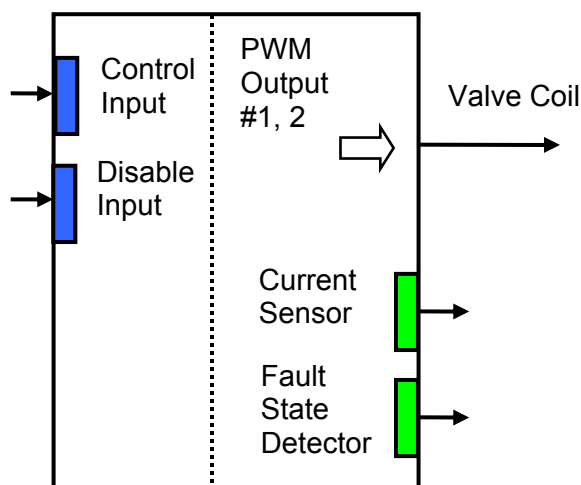 Control
Input
Disable
Input
PWM
Output
#1, 2
Valve Coil
Current
Sensor
Fault
State
Detector